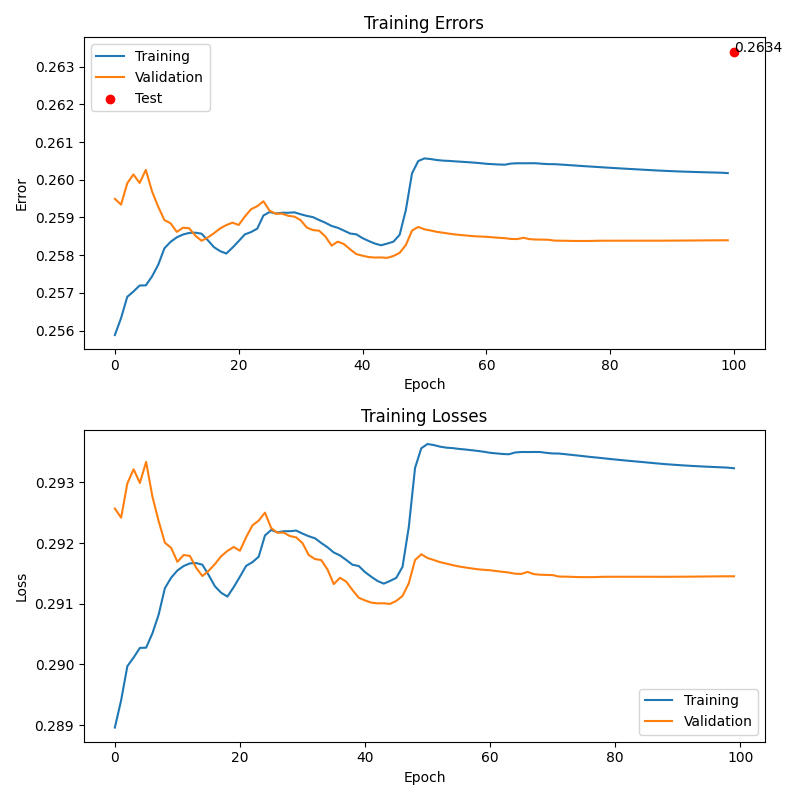 Training Errors
Training
Validation
Test
0.2634
0.263
0.262
0.261
0.260
0.259
0.258
0.257
0.256
Error
0 20 40 60 80 100
Epoch
Training Losses
0.293
0.292
0.291
0.290
0.289
Loss
Training
Validation
0 20 40 60 80 100
Epoch